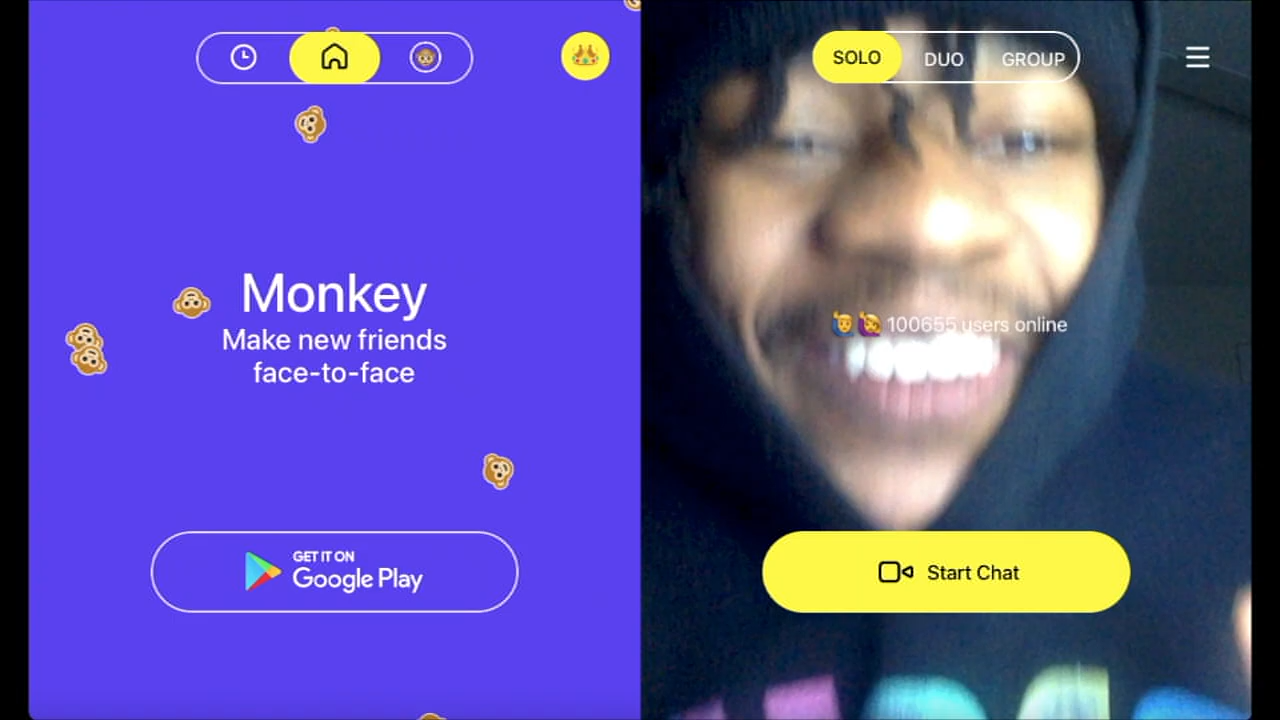 Monkey
Make new friends
face-to-face
GET IT ON
Google Play
SOLO DUO GROUP
100655 users online
Start Chat